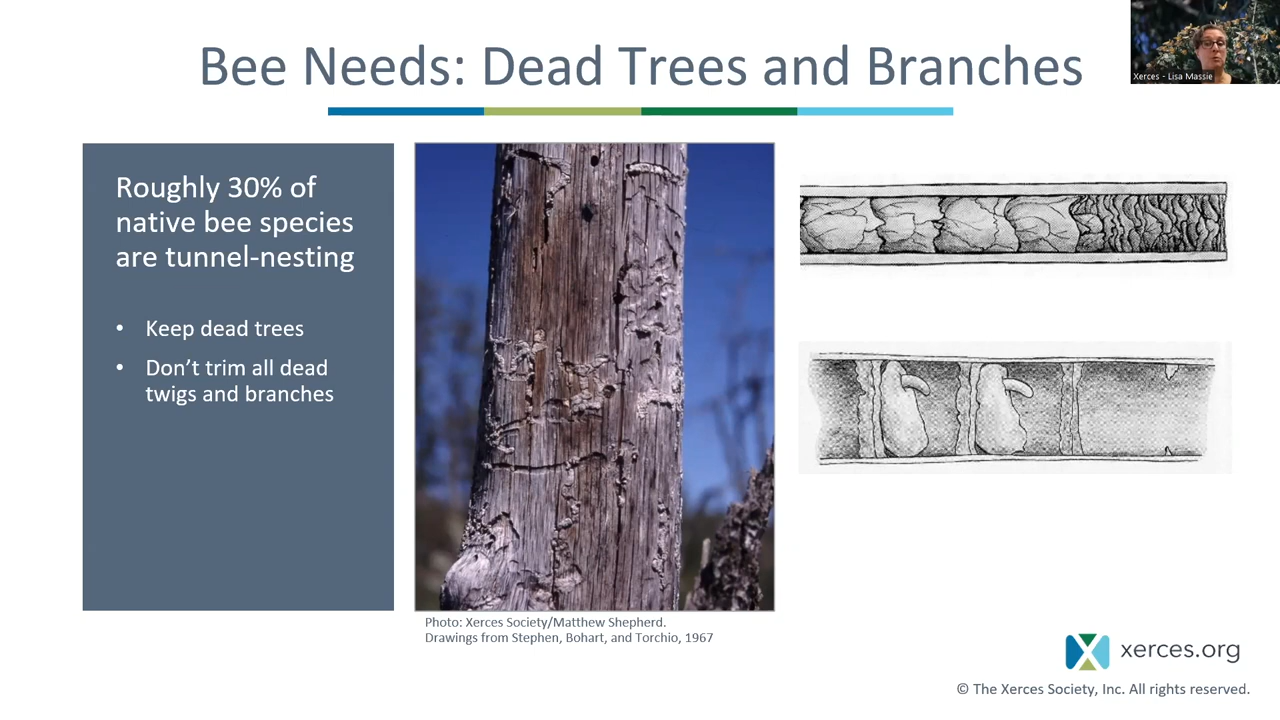 Bee Needs: Dead Trees and Branches
Xerces - Lisa Massie
Roughly 30% of
native bee species
are tunnel-nesting
• Keep dead trees
• Don’t trim all dead
twigs and branches
Photo: Xerces Society/Matthew Shepherd.
Drawings from Stephen, Bohart, and Torchio, 1967
xerces.org
© The Xerces Society, Inc. All rights reserved.